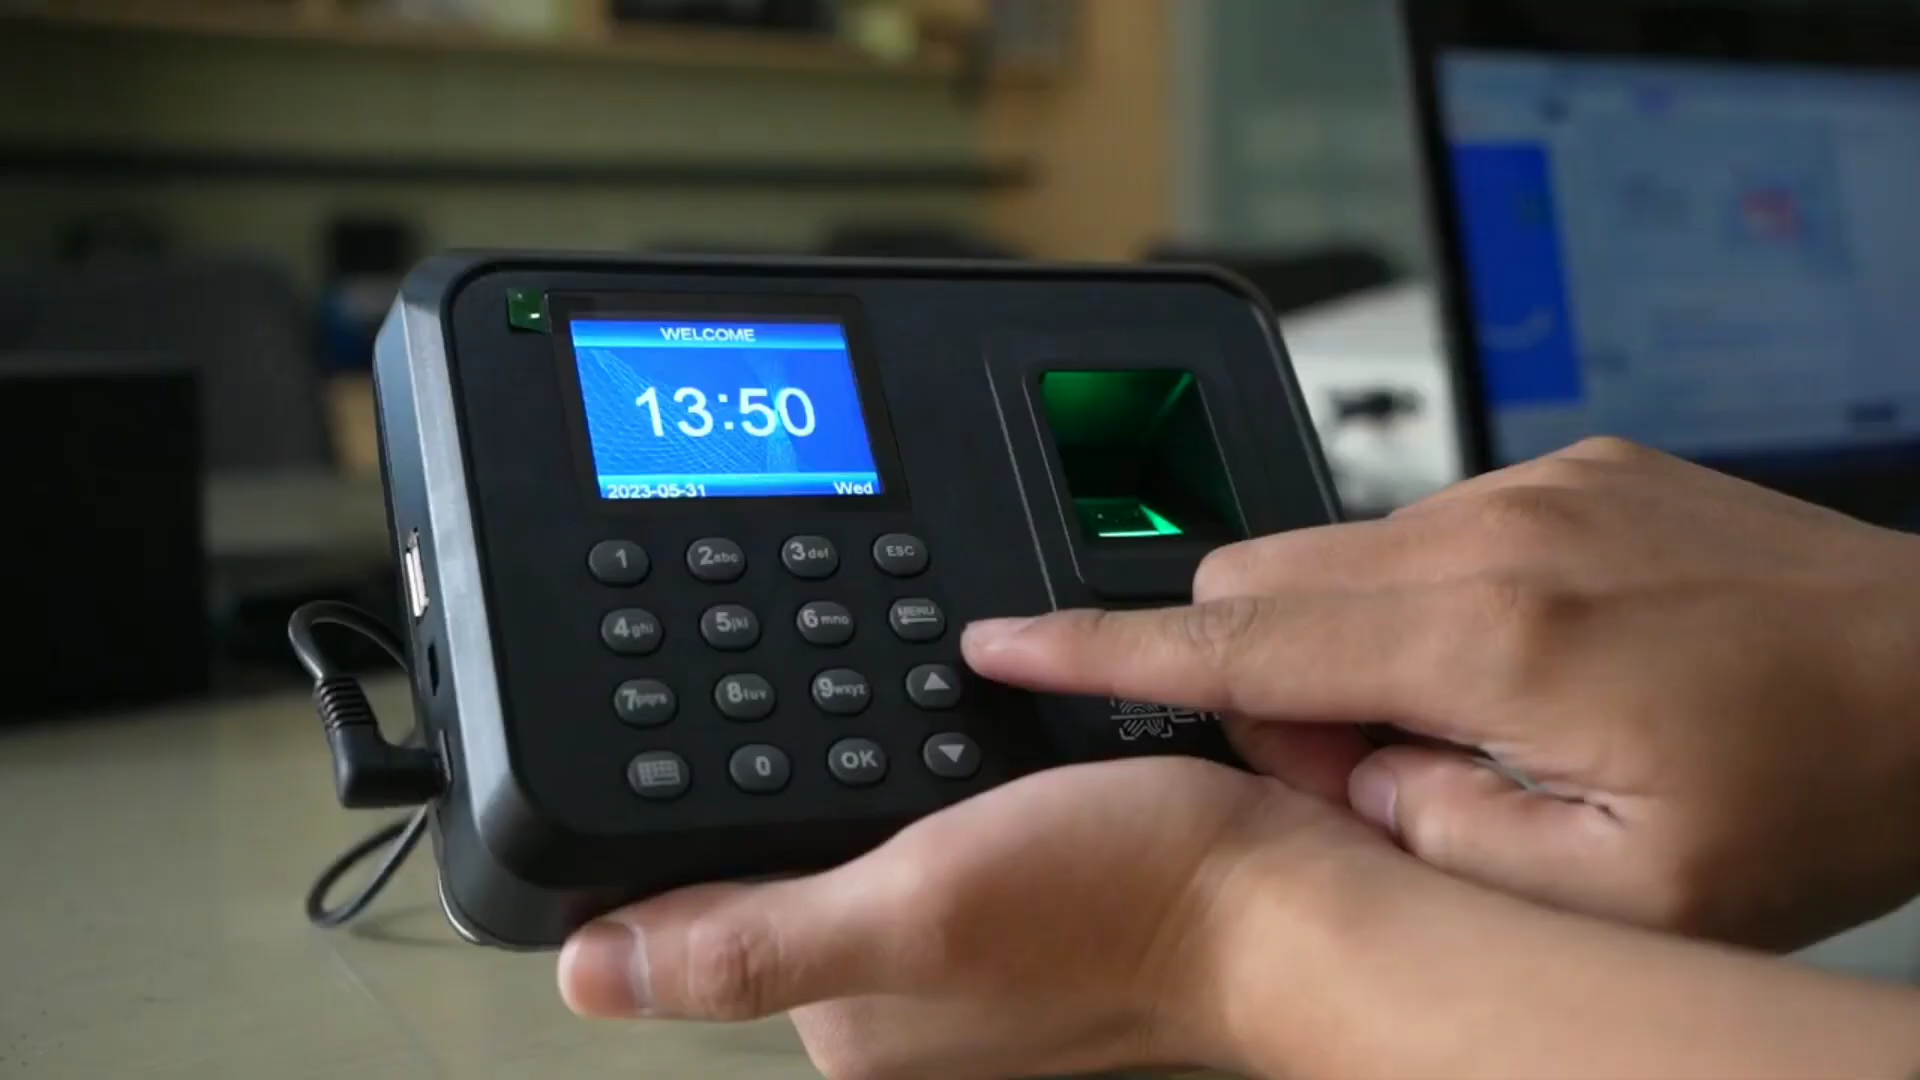 WELCOME
13:50
2023-05-31 Wed
1 2abc 3def ESC
4ghi 5jkl 6mno MENU
7pqrs 8tuv 9wxyz
0 OK